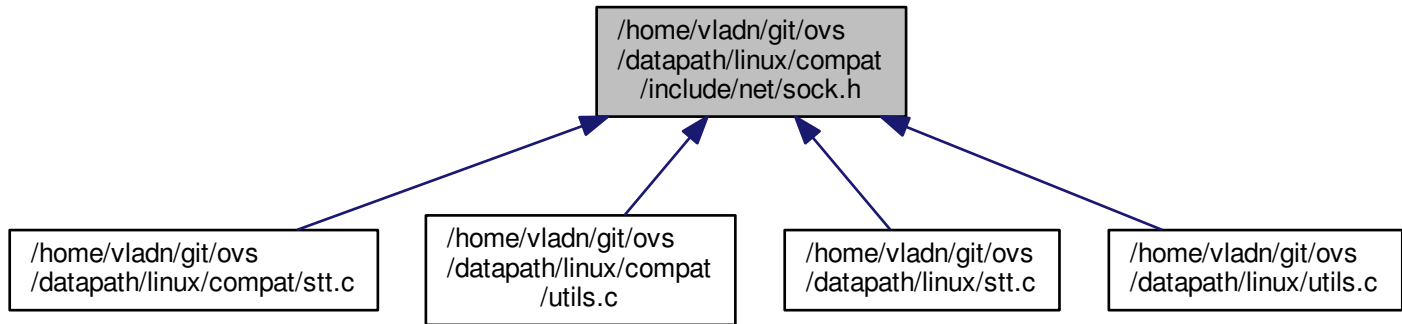 /home/vladn/git/ovs
/datapath/linux/compat
/include/net/sock.h
/home/vladn/git/ovs
/datapath/linux/compat/stt.c
/home/vladn/git/ovs
/datapath/linux/compat
/utils.c
/home/vladn/git/ovs
/datapath/linux/stt.c
/home/vladn/git/ovs
/datapath/linux/utils.c